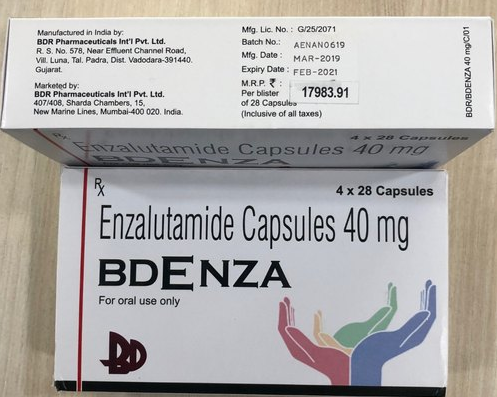 Manufactured in India by:
BDR Pharmaceuticals Int'l Pvt. Ltd.
R. S. No. 578, Near Effluent Channel Road,
Vill. Luna, Tal. Padra, Dist. Vadodara-391440.
Gujarat.
Marketed by:
BDR Pharmaceuticals Int'l Pvt. Ltd.
407/408, Sharda Chambers, 15,
New Marine Lines, Mumbai-400 020. India.
Mfg. Lic. No. : G/25/2071
Batch No.: AENAN0619
Mfg. Date : MAR-2019
Expiry Date : FEB-2021
M.R.P. ₹ :
Per blister 17983.91
of 28 Capsules
(Inclusive of all taxes)
BDR/BDENZA 40 mg/C/01
Rx
4 x 28 Capsules
Enzalutamide Capsules 40 mg
BDENZA
Rx
4 x 28 Capsules
Enzalutamide Capsules 40 mg
BDENZA
For oral use only
BD